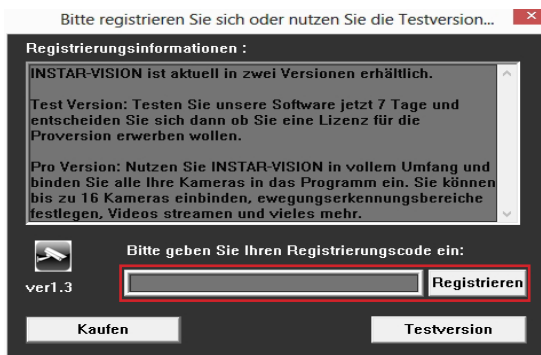 Bitte registrieren Sie sich oder nutzen Sie die Testversion...
Registrierungsinformationen :
INSTAR-VISION ist aktuell in zwei Versionen erhältlich.
Test Version: Testen Sie unsere Software jetzt 7 Tage und
entscheiden Sie sich dann ob Sie eine Lizenz für die
Proversion erwerben wollen.
Pro Version: Nutzen Sie INSTAR-VISION in vollem Umfang und
binden Sie alle Ihre Kameras in das Programm ein. Sie können
bis zu 16 Kameras einbinden, ewegungserkennungsbereiche
festlegen, Videos streamen und vieles mehr.
Bitte geben Sie Ihren Registrierungscode ein:
ver1.3
Registrieren
Kaufen
Testversion